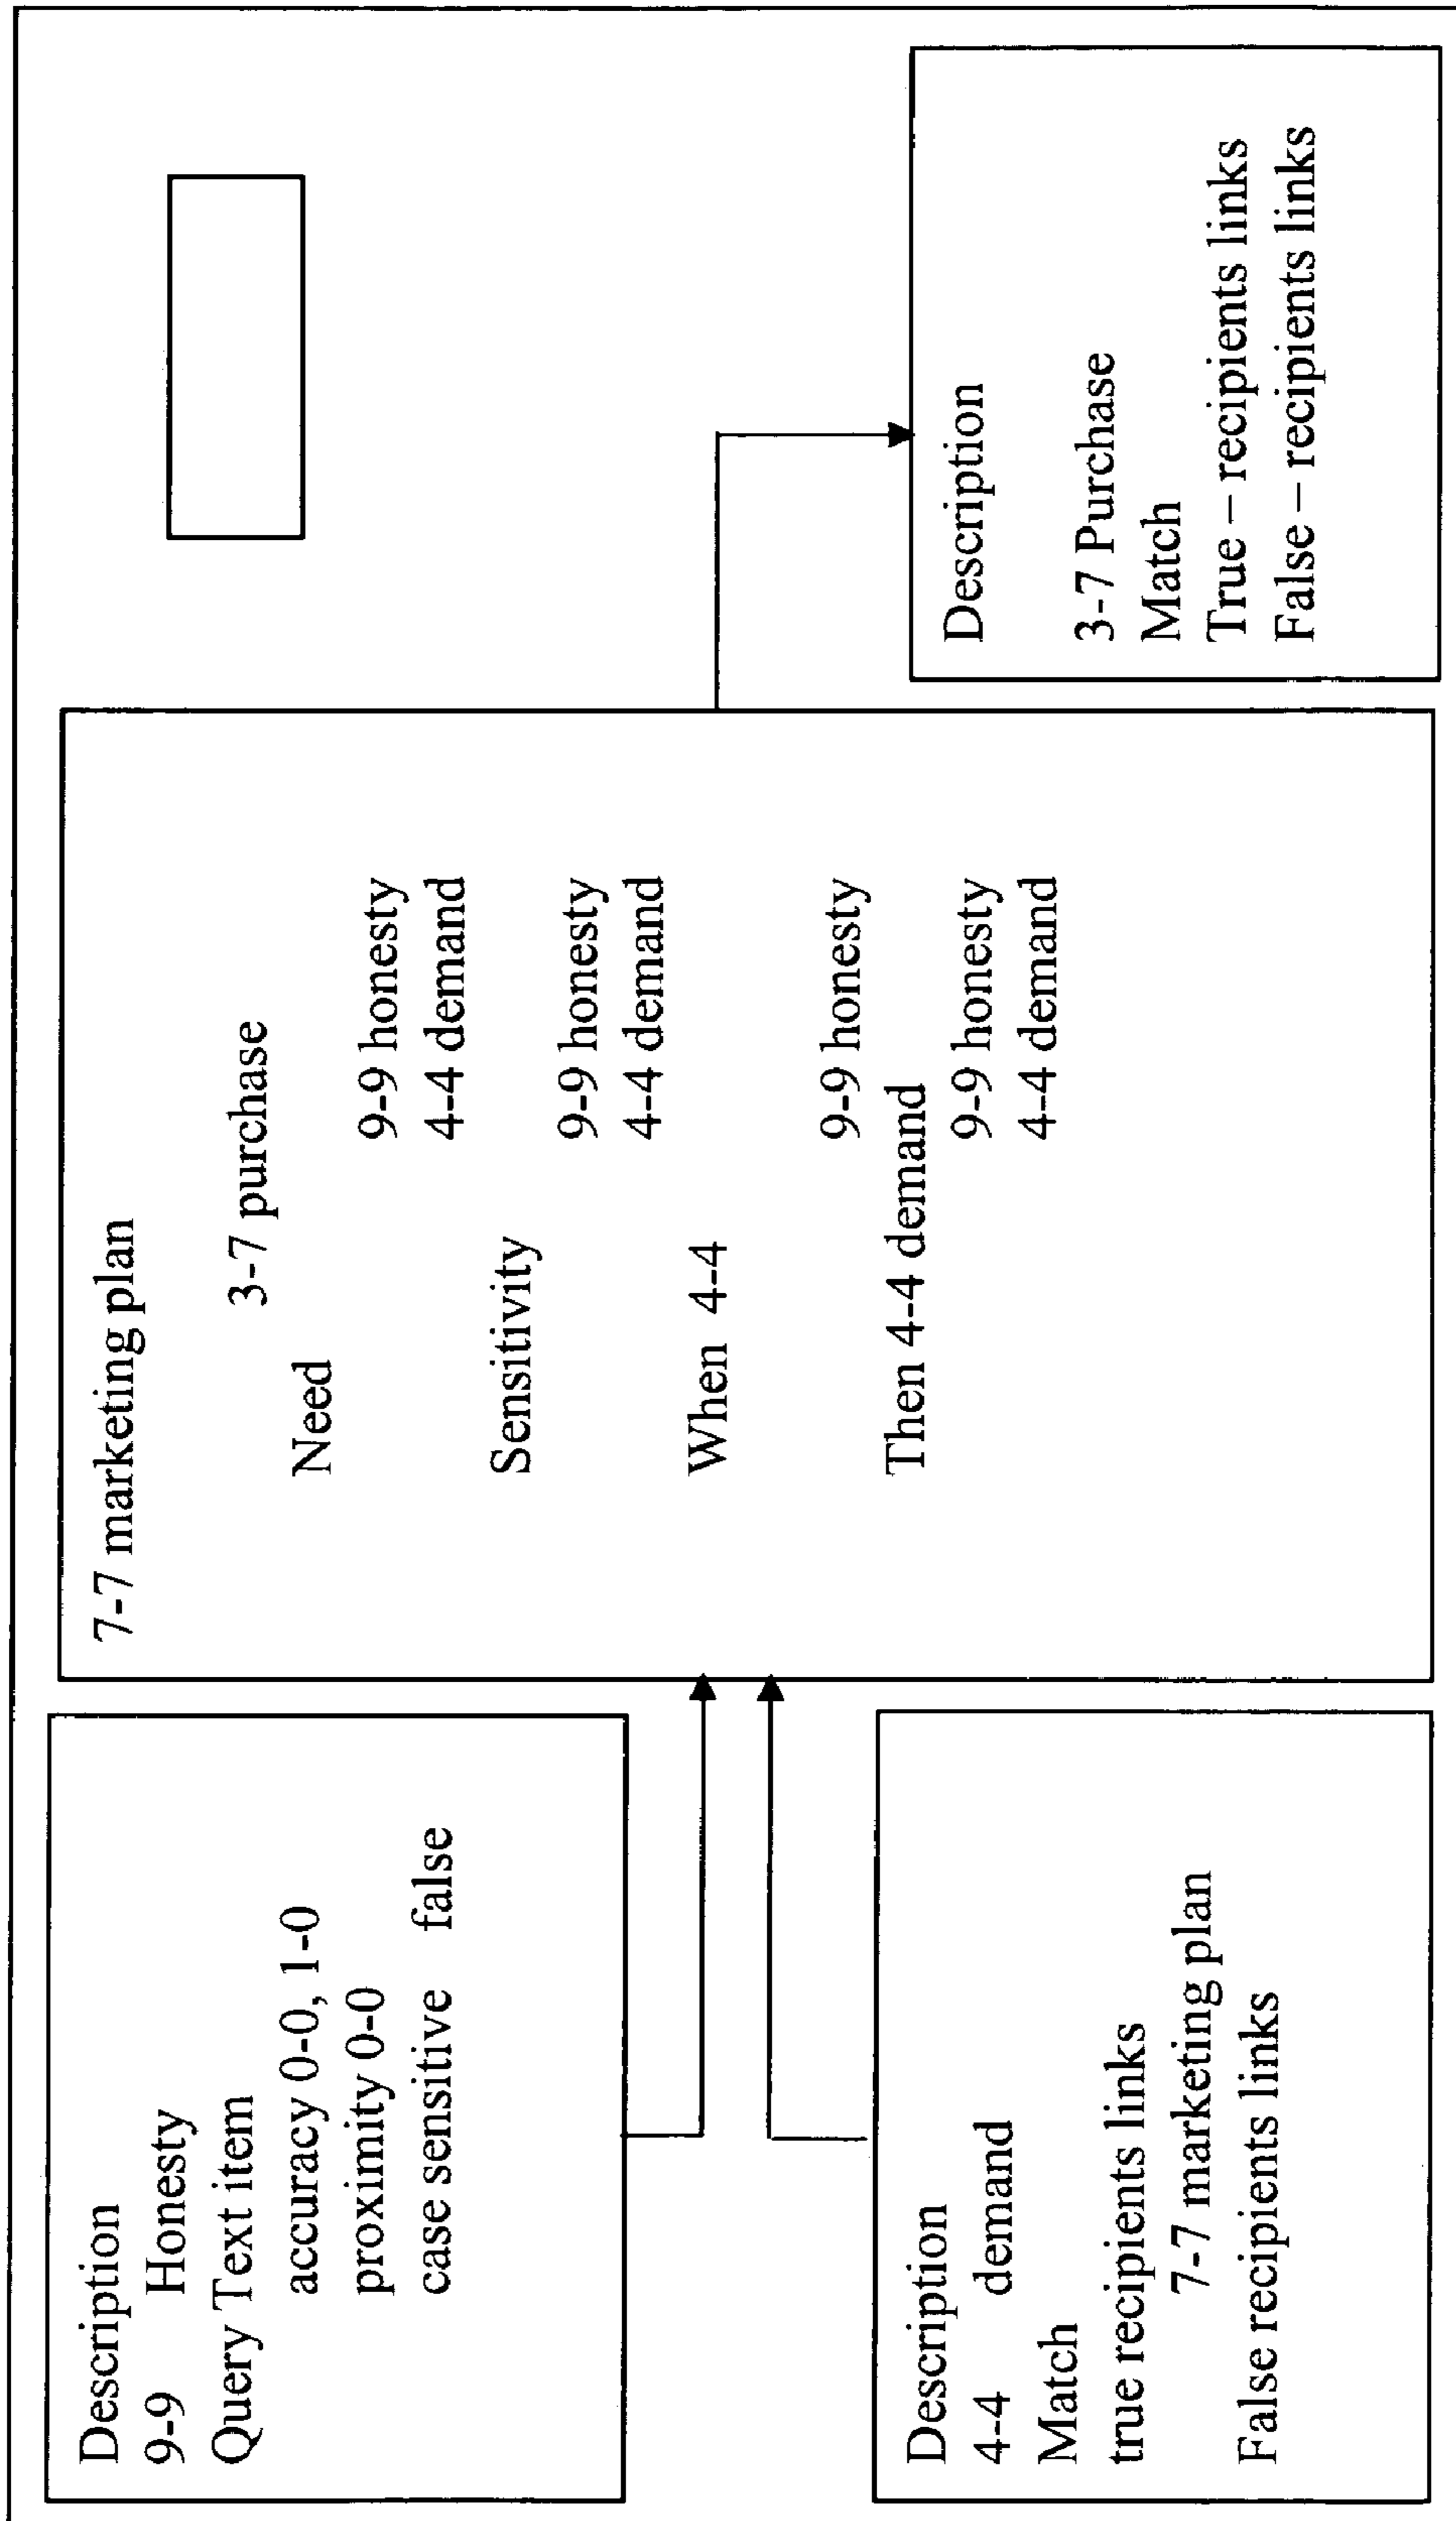 Description
9-9 Honesty
Query Text item
accuracy 0-0, 1-0
proximity 0-0
case sensitive false
Description
4-4 demand
Match
true recipients links
7-7 marketing plan
False recipients links
7-7 marketing plan
3-7 purchase
Need
9-9 honesty
4-4 demand
Sensitivity
9-9 honesty
4-4 demand
When 4-4
9-9 honesty
Then 4-4 demand
9-9 honesty
4-4 demand
Description
3-7 Purchase
Match
True – recipients links
False – recipients links